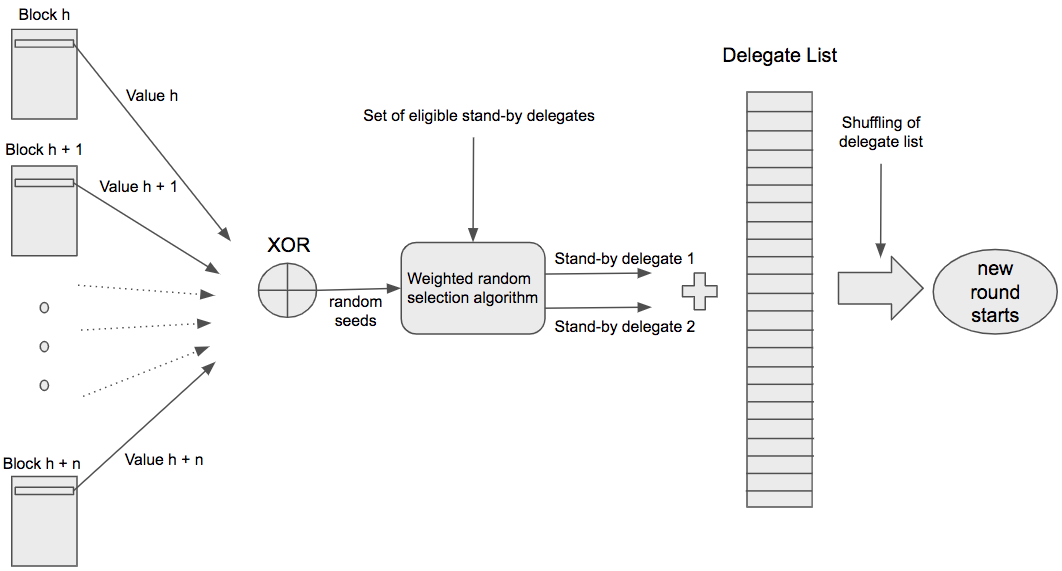 Block h
Value h
Block h + 1
Value h + 1
Block h + n
Value h + n
XOR
random
seeds
Set of eligible stand-by delegates
Weighted random
selection algorithm
Stand-by delegate 1
Stand-by delegate 2
Delegate List
Shuffling of
delegate list
new
round
starts